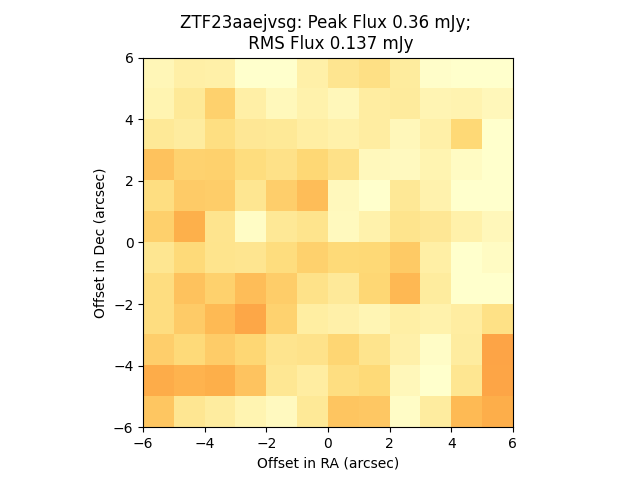 ZTF23aaejvsg: Peak Flux 0.36 mJy;
RMS Flux 0.137 mJy
6
4
2
0
−2
−4
−6
Offset in Dec (arcsec)
−6 −4 −2 0 2 4 6
Offset in RA (arcsec)